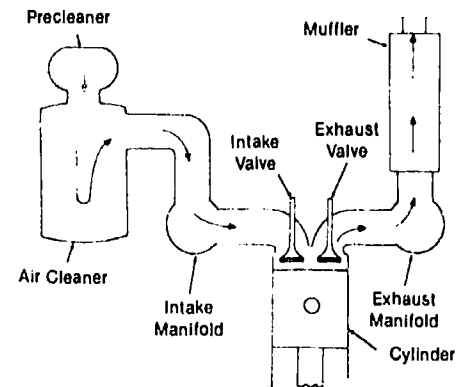 Precleaner
Muffler
Intake
Valve
Exhaust
Valve
Air Cleaner
Intake
Manifold
Exhaust
Manifold
Cylinder